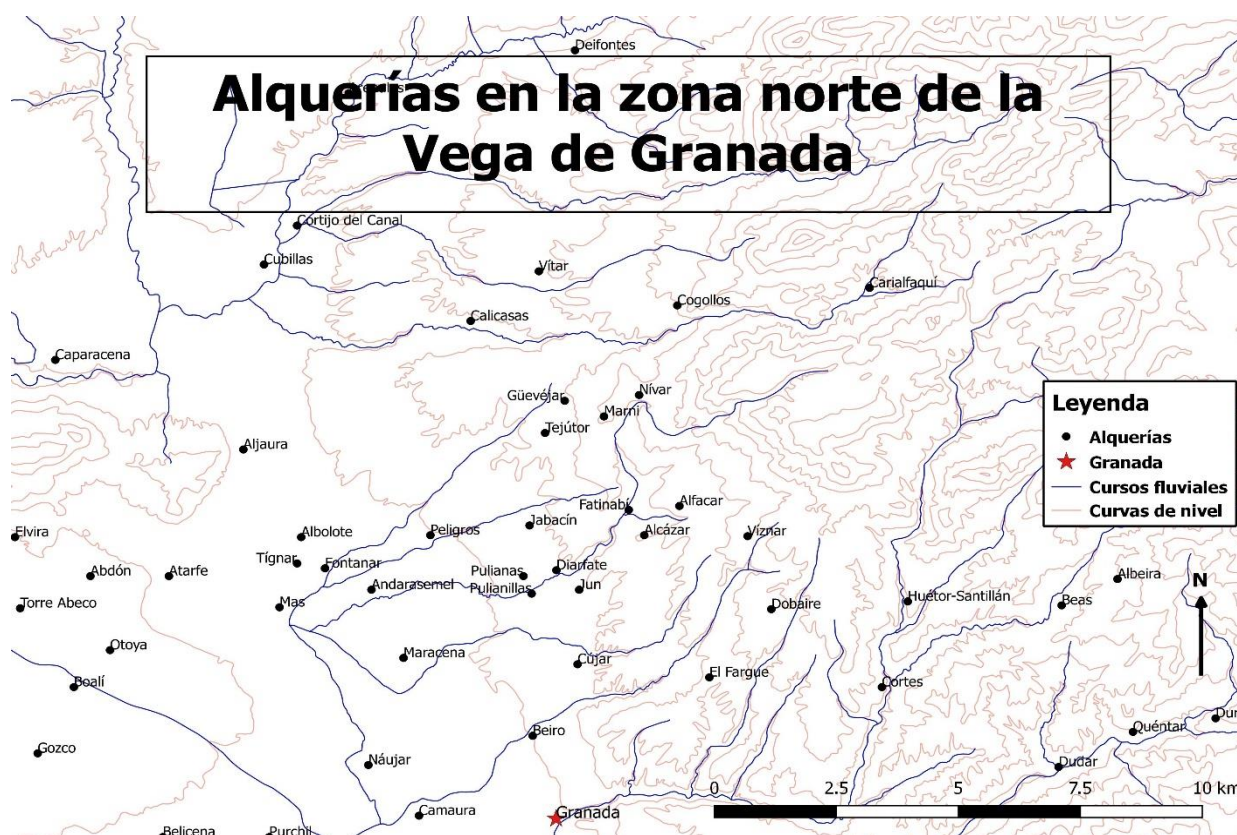 Deifontes
Alquerías en la zona norte de la
Vega de Granada
Cortijo del Canal
Cubillas
Vítar
Carialfaquí
Cogollos
Calicasas
Caparacena
Güevéjar
Nívar
Marni
Tejútor
Aljaura
Leyenda
Alquerías
Granada
Cursos fluviales
Curvas de nivel
Elvira
Albolote
Peligros
Jabacín
Fatinabí
Alfacar
Alcázar
Víznar
Tígnar
Fontanar
Abdón
Atarfe
Andarasemel
Pulianas
Diarfate
Pulianillas
Jun
Albeira
N
Torre Abeco
Mas
Dobaire
Huétor-Santillán
Beas
Otoya
Maracena
Cújar
El Fargue
Boalí
Cortes
Dur
Quéntar
Gozco
Náujar
Beiro
Dudar
0 2.5 5 7.5 10 km
Camaura
Granada
Belicena
Purchil